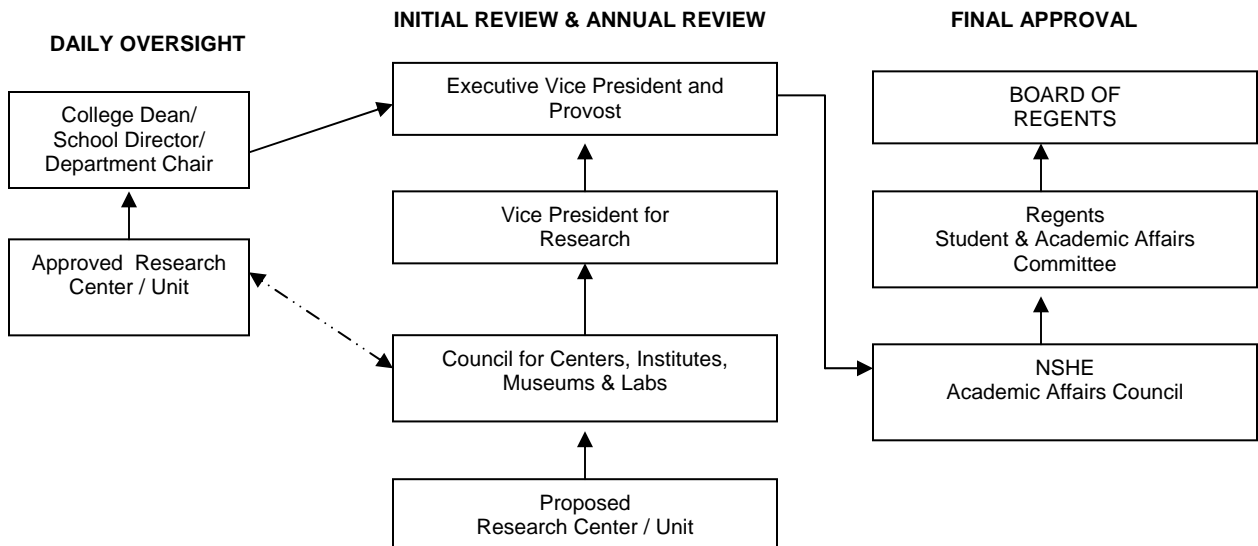 DAILY OVERSIGHT
College Dean/
School Director/
Department Chair
Approved Research
Center / Unit
INITIAL REVIEW & ANNUAL REVIEW
Executive Vice President and
Provost
Vice President for
Research
Council for Centers, Institutes,
Museums & Labs
Proposed
Research Center / Unit
FINAL APPROVAL
BOARD OF
REGENTS
Regents
Student & Academic Affairs
Committee
NSHE
Academic Affairs Council